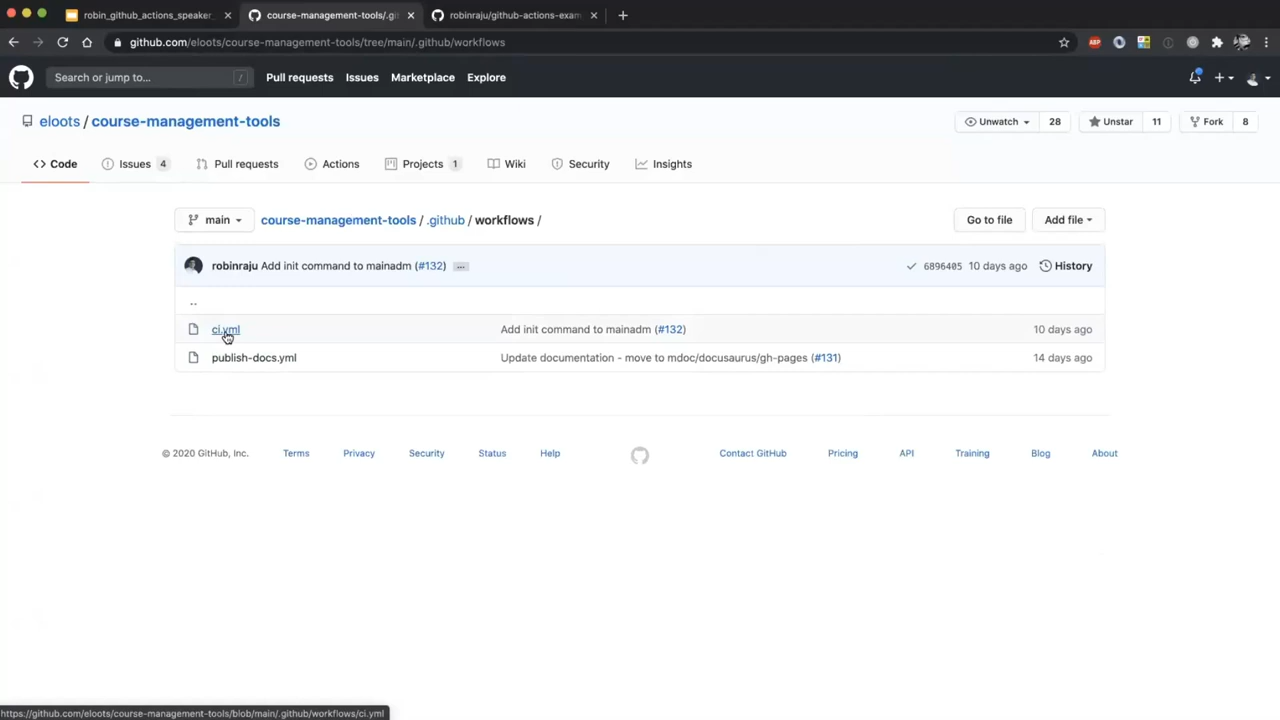 robin_github_actions_speaker_
course-management-tools/.gi
robinraju/github-actions-exam
github.com/eloots/course-management-tools/tree/main/.github/workflows
ABP
Search or jump to... /
Pull requests Issues Marketplace Explore
eloots / course-management-tools
Unwatch 28 Unstar 11 Fork 8
Code Issues 4 Pull requests Actions Projects 1 Wiki Security Insights
main course-management-tools / .github / workflows / Go to file Add file
robinraju Add init command to mainadm (#132) ... 6896405 10 days ago History
..
ci.yml Add init command to mainadm (#132) 10 days ago
publish-docs.yml Update documentation - move to mdoc/docusaurus/gh-pages (#131) 14 days ago
© 2020 GitHub, Inc. Terms Privacy Security Status Help Contact GitHub Pricing API Training Blog About
https://github.com/eloots/course-management-tools/blob/main/.github/workflows/ci.yml